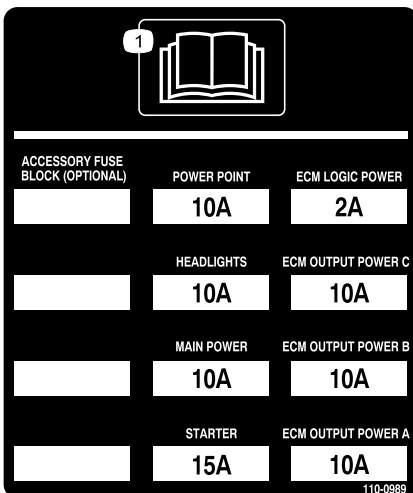 1
ACCESSORY FUSE
BLOCK (OPTIONAL)
POWER POINT
ECM LOGIC POWER
10A
2A
HEADLIGHTS
ECM OUTPUT POWER C
10A
10A
MAIN POWER
ECM OUTPUT POWER B
10A
10A
STARTER
ECM OUTPUT POWER A
15A
10A
110-0989